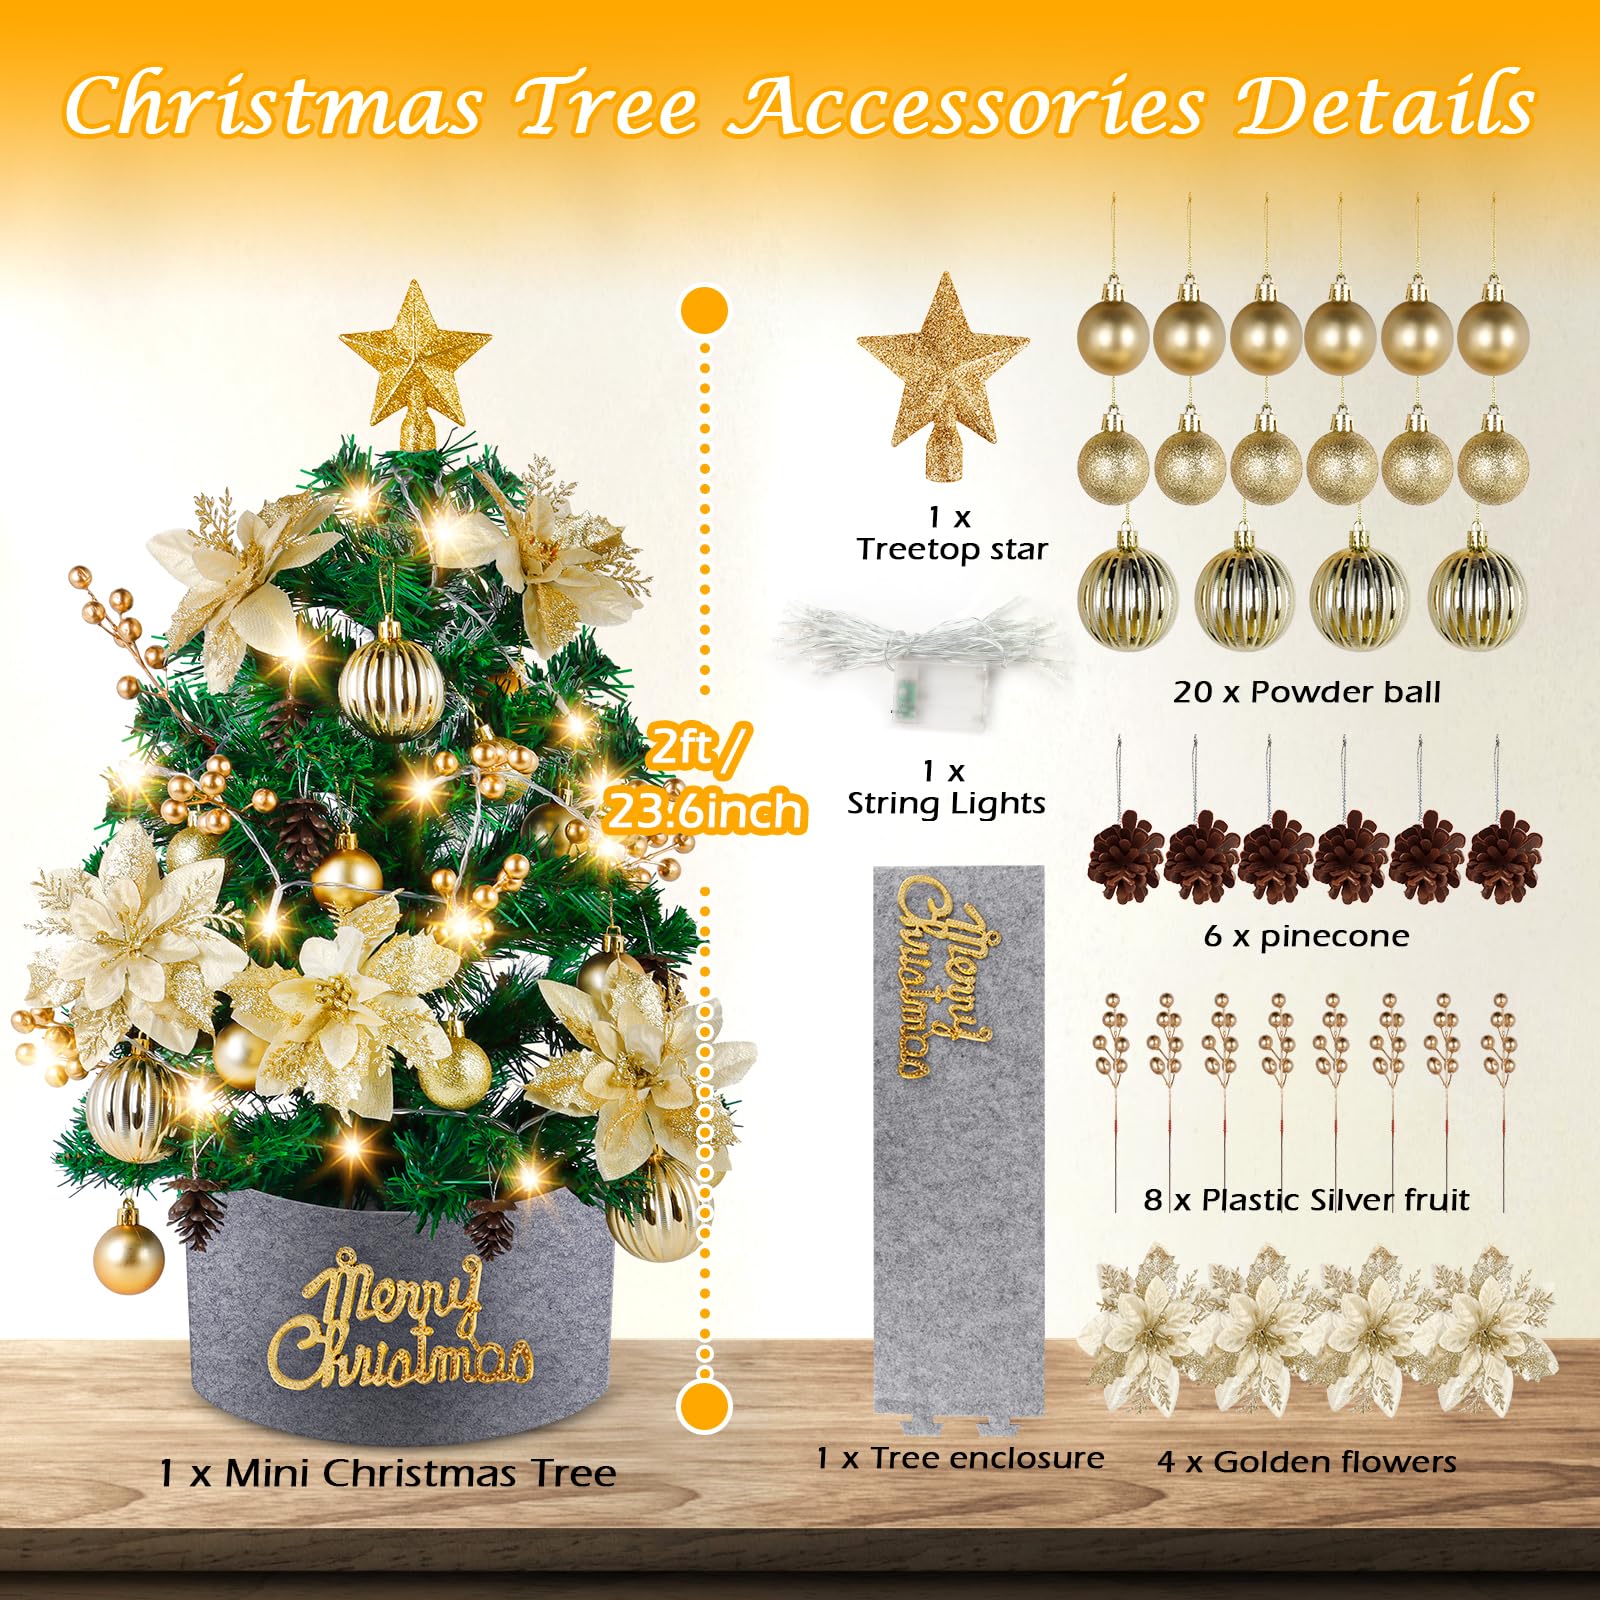 Christmas Tree Accessories Details
2ft/
23.6inch
1 x
Treetop star
1 x
String Lights
20 x Powder ball
6 x pinecone
8 x Plastic Silver fruit
Merry
Christmas
Merry
Christmas
1 x Mini Christmas Tree
1 x Tree enclosure
4 x Golden flowers